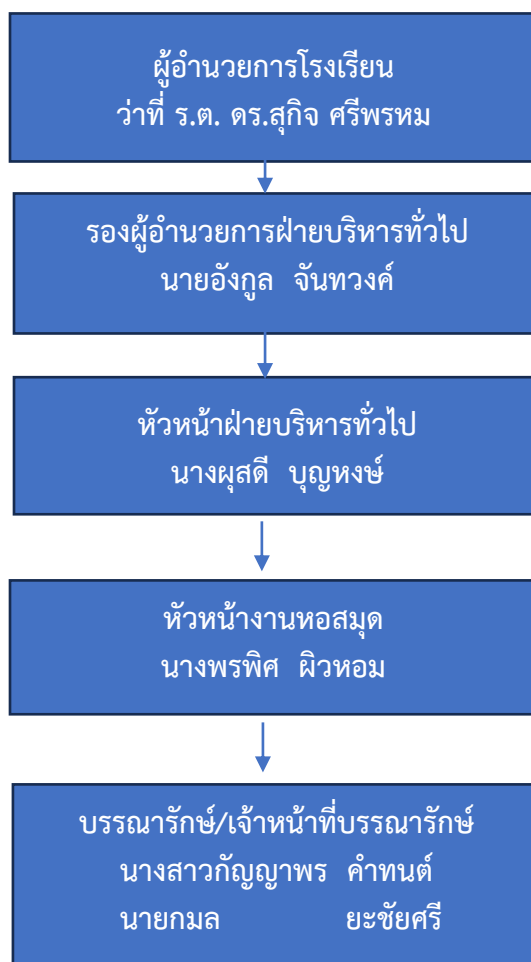 ผู้อำนวยการโรงเรียน
ว่าที่ ร.ต. ดร.สุกิจ ศรีพรหม
รองผู้อำนวยการฝ่ายบริหารทั่วไป
นายอังกูล จันทวงค์
หัวหน้าฝ่ายบริหารทั่วไป
นางผุสดี บุญหงษ์
หัวหน้างานหอสมุด
นางพรพิศ ผิวหอม
บรรณารักษ์/เจ้าหน้าที่บรรณารักษ์
นางสาวกัญญาพร คำทนต์
นายกมล ยะชัยศรี